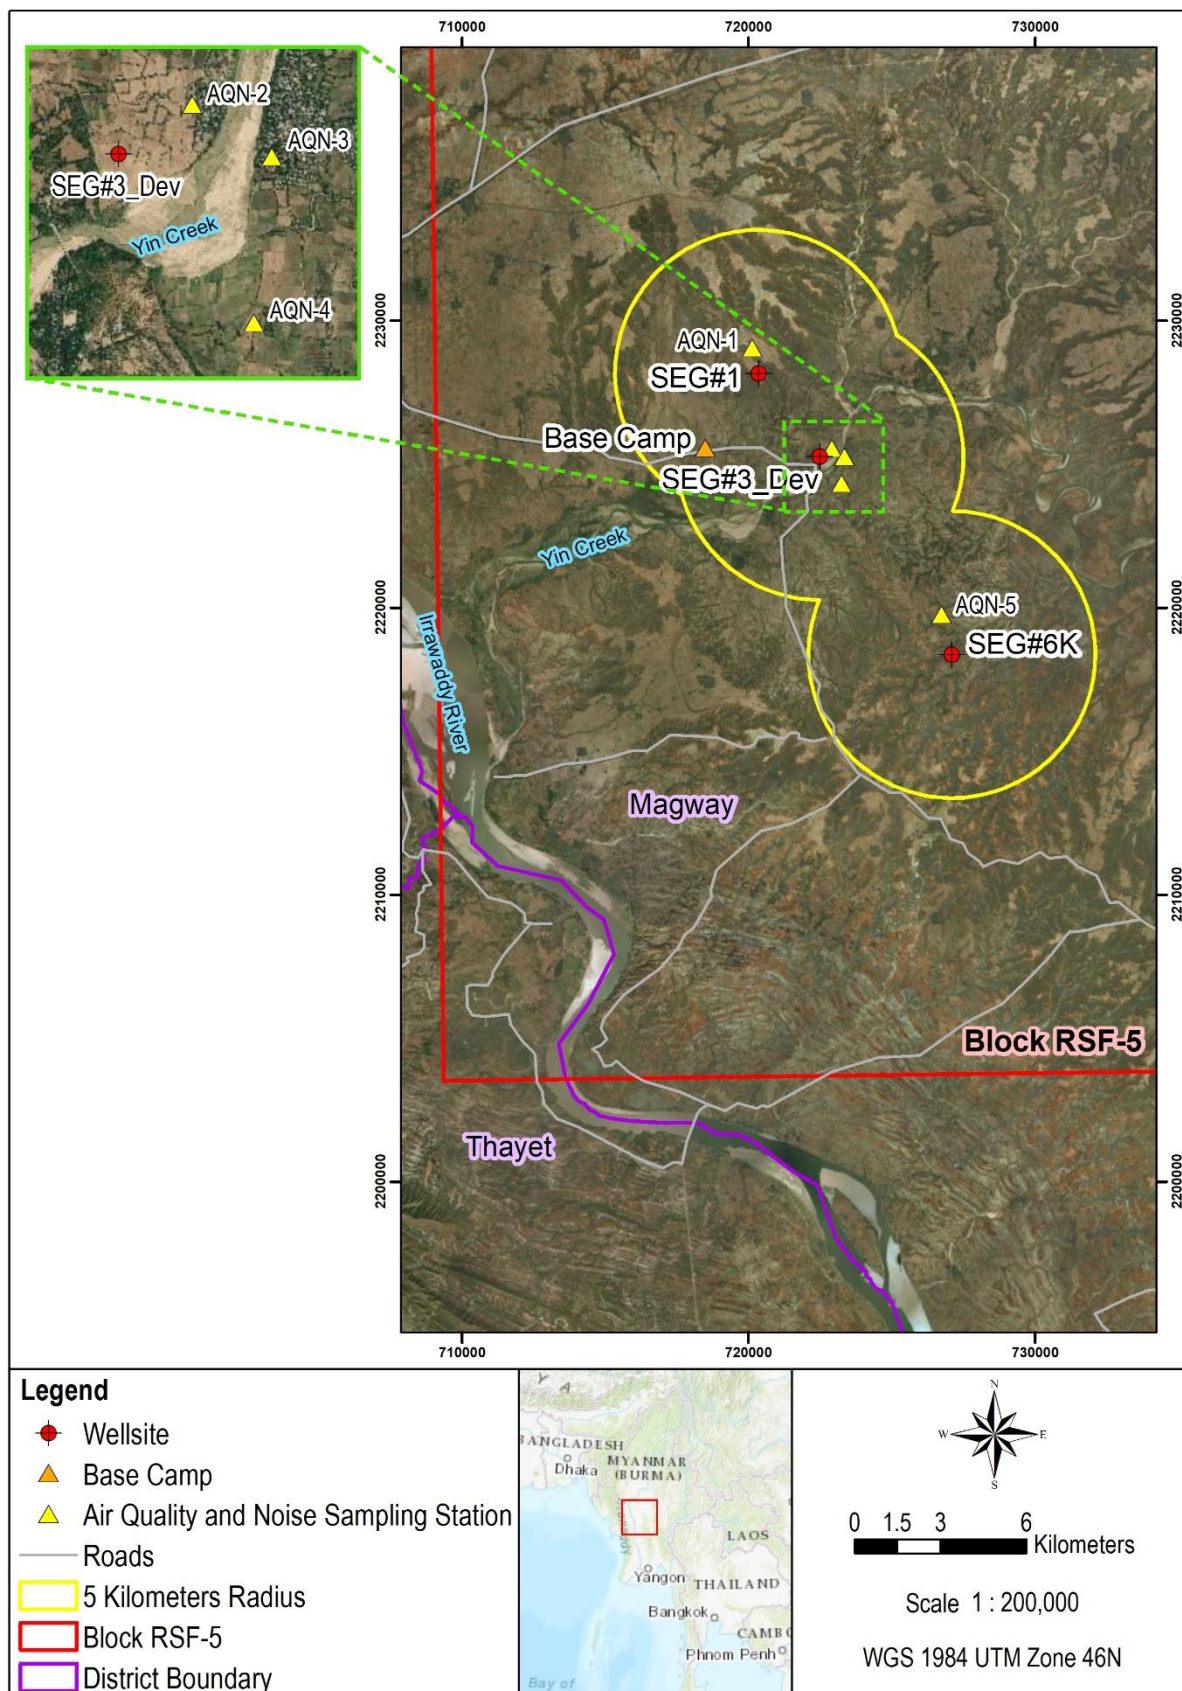 710000
720000
730000
AQN-2
AQN-3
SEG#3_Dev
Yin Creek
AQN-4
2230000
2230000
AQN-1
SEG#1
Base Camp
SEG#3_Dev
Yin Creek
2220000
2220000
AQN-5
SEG#6K
Irrawaddy River
Magway
2210000
2210000
Block RSF-5
Thayet
2200000
2200000
710000
720000
730000
Legend
Wellsite
Base Camp
Air Quality and Noise Sampling Station
Roads
5 Kilometers Radius
Block RSF-5
District Boundary
Y A
BANGLADESH
Dhaka
MYANMAR
(BURMA)
LAOS
Yangon
THAILAND
Bangkok
CAMBO
Phnom Penh
Bay of
N
W
E
S
0 1.5 3 6
Kilometers
Scale 1 : 200,000
WGS 1984 UTM Zone 46N